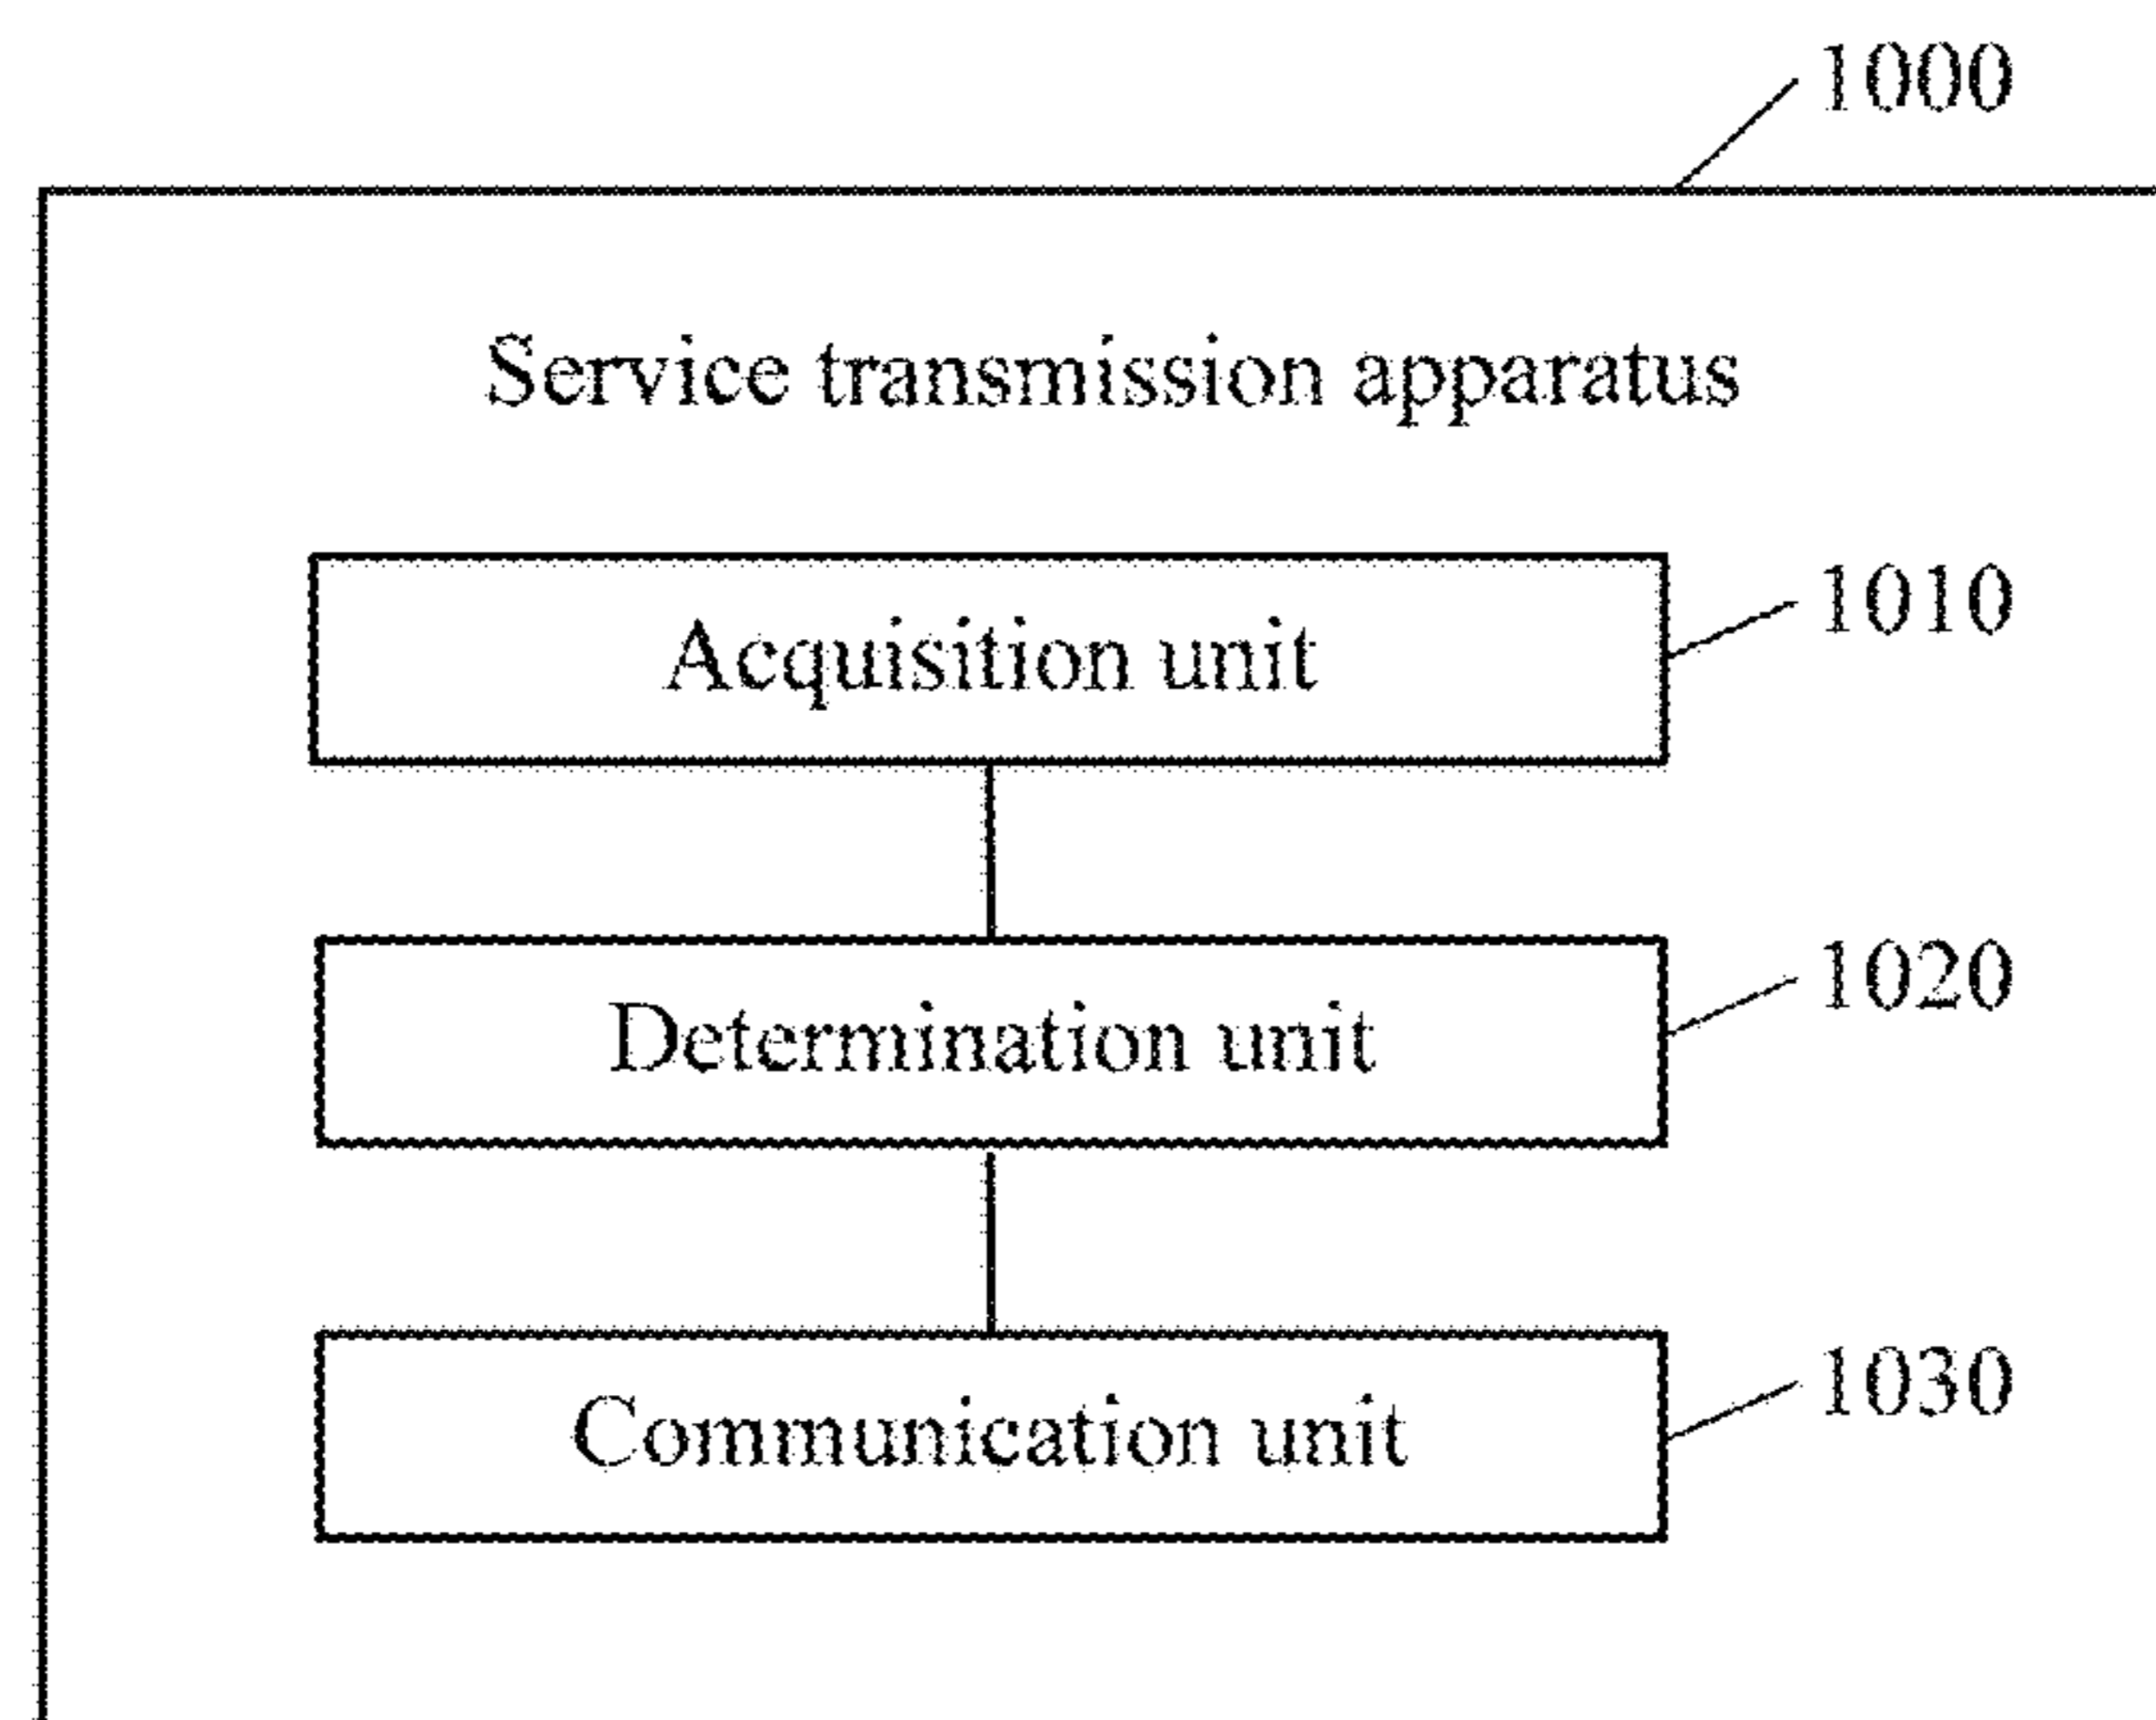 1000
Service transmission apparatus
Acquisition unit
1010
Determination unit
1020
Communication unit
1030